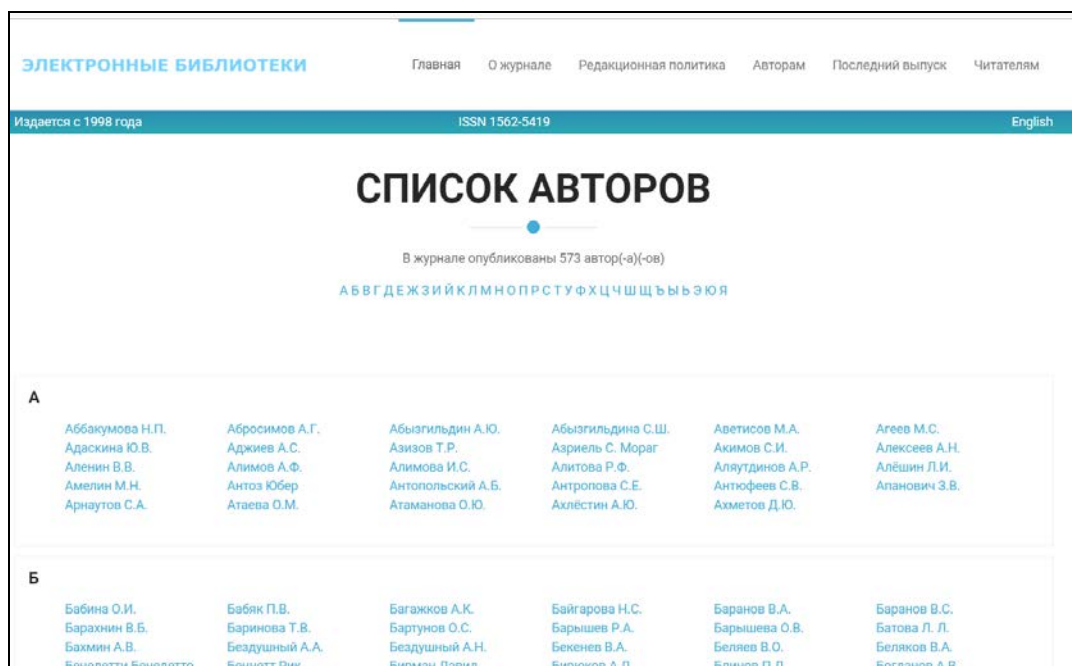 ЭЛЕКТРОННЫЕ БИБЛИОТЕКИ Главная О журнале Редакционная политика Авторам Последний выпуск Читателям
Издается с 1998 года ISSN 1562-5419 English
СПИСОК АВТОРОВ
В журнале опубликованы 573 автор(-а)(-ов)
А Б В Г Д Е Ж З И Й К Л М Н О П Р С Т У Ф Х Ц Ч Ш Щ Ъ Ы Ь Э Ю Я
А
Аббакумова Н.П. Абросимов А.Г. Абызгильдин А.Ю. Абызгильдина С.Ш. Аветисов М.А. Агеев М.С.
Адаскина Ю.В. Аджиев А.С. Азизов Т.Р. Азриель С. Мораг Акимов С.И. Алексеев А.Н.
Аленин В.В. Алимов А.Ф. Алимова И.С. Алитова Р.Ф. Аляутдинов А.Р. Алёшин Л.И.
Амелин М.Н. Антоз Юбер Антопольский А.Б. Антропова С.Е. Антюфеев С.В. Апанович З.В.
Арнаутов С.А. Атаева О.М. Атаманова О.Ю. Ахлёстин А.Ю. Ахметов Д.Ю.
Б
Бабина О.И. Бабяк П.В. Багажков А.К. Байгарова Н.С. Баранов В.А. Баранов В.С.
Барахнин В.Б. Баринова Т.В. Бартунов О.С. Барышев Р.А. Барышева О.В. Батова Л. Л.
Бахмин А.В. Бездушный А.А. Бездушный А.Н. Бекенев В.А. Беляев В.О. Беляков В.А.